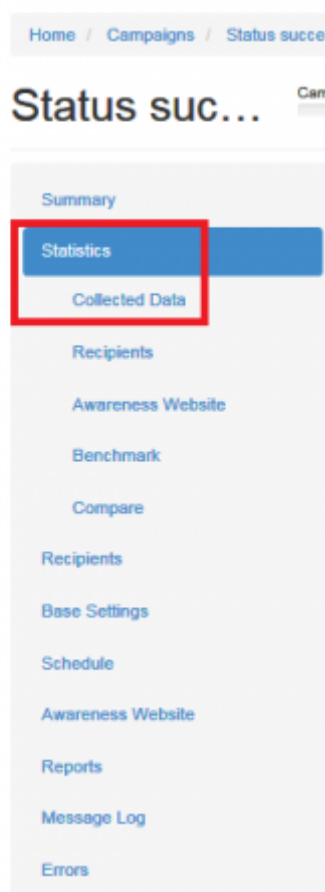 Home / Campaigns / Status succe
Status suc... Cam
Summary
Statistics
Collected Data
Recipients
Awareness Website
Benchmark
Compare
Recipients
Base Settings
Schedule
Awareness Website
Reports
Message Log
Errors